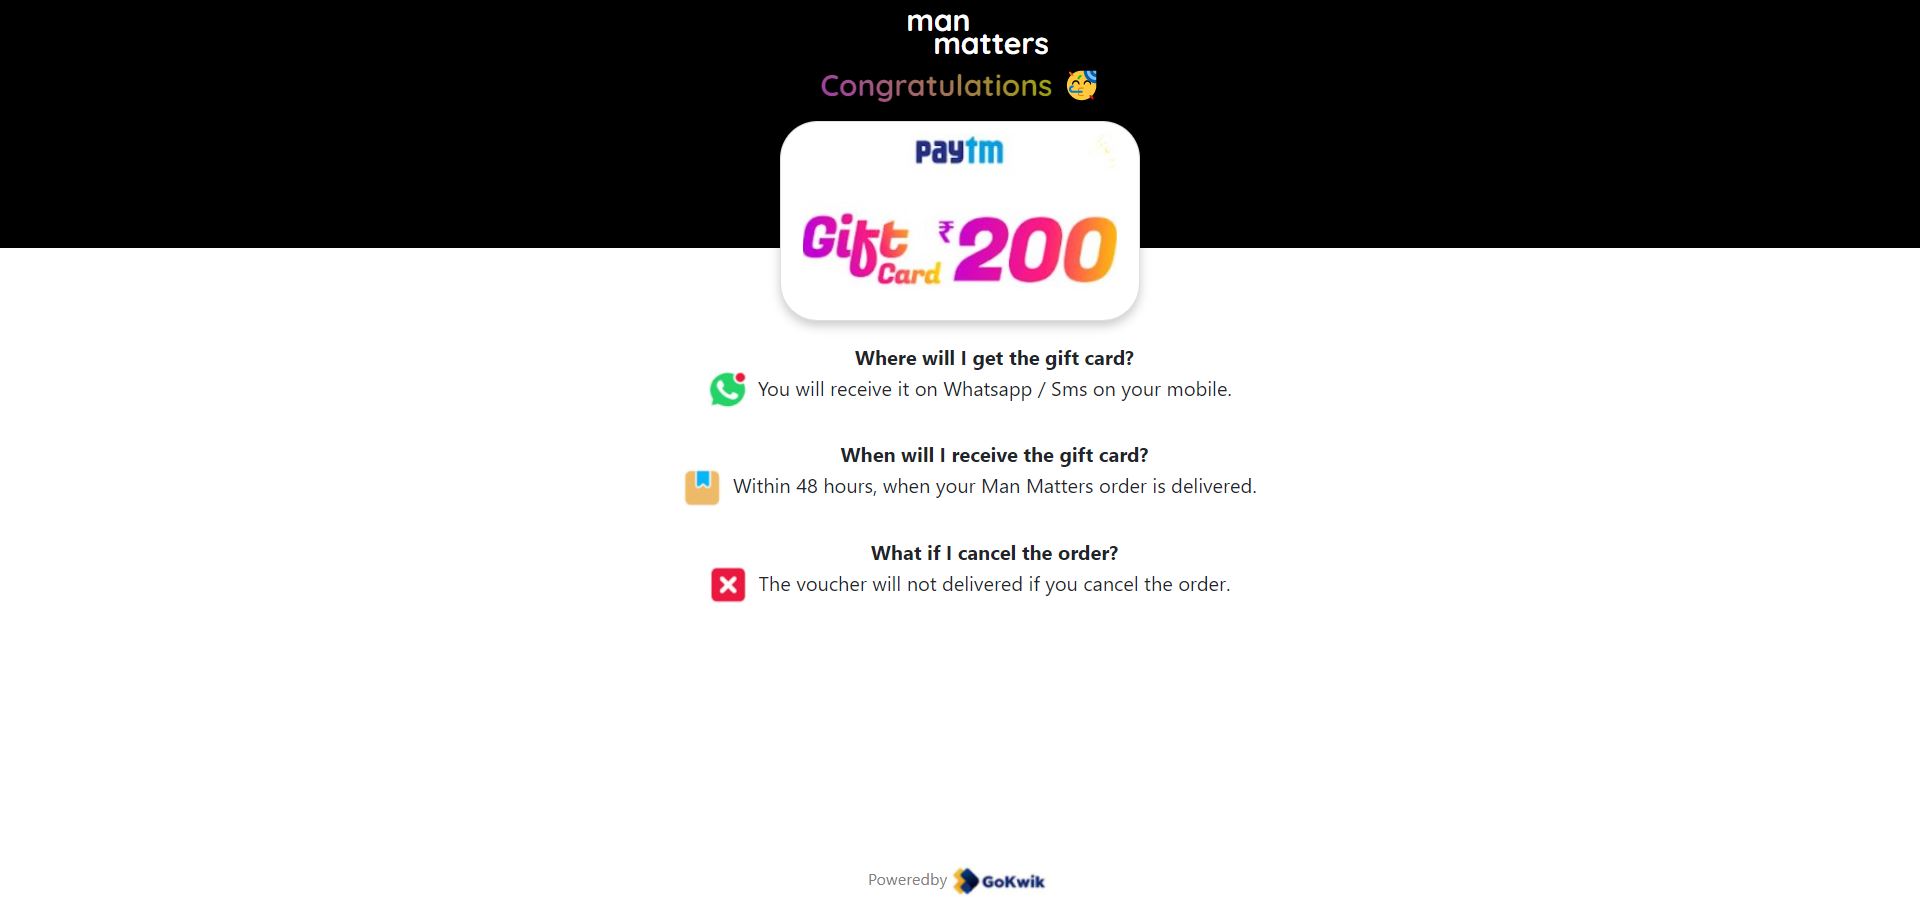 man
matters
Congratulations 🥳
paytm
Gift Card ₹200
Where will I get the gift card?
You will receive it on Whatsapp / Sms on your mobile.
When will I receive the gift card?
Within 48 hours, when your Man Matters order is delivered.
What if I cancel the order?
The voucher will not delivered if you cancel the order.
Poweredby GoKwik